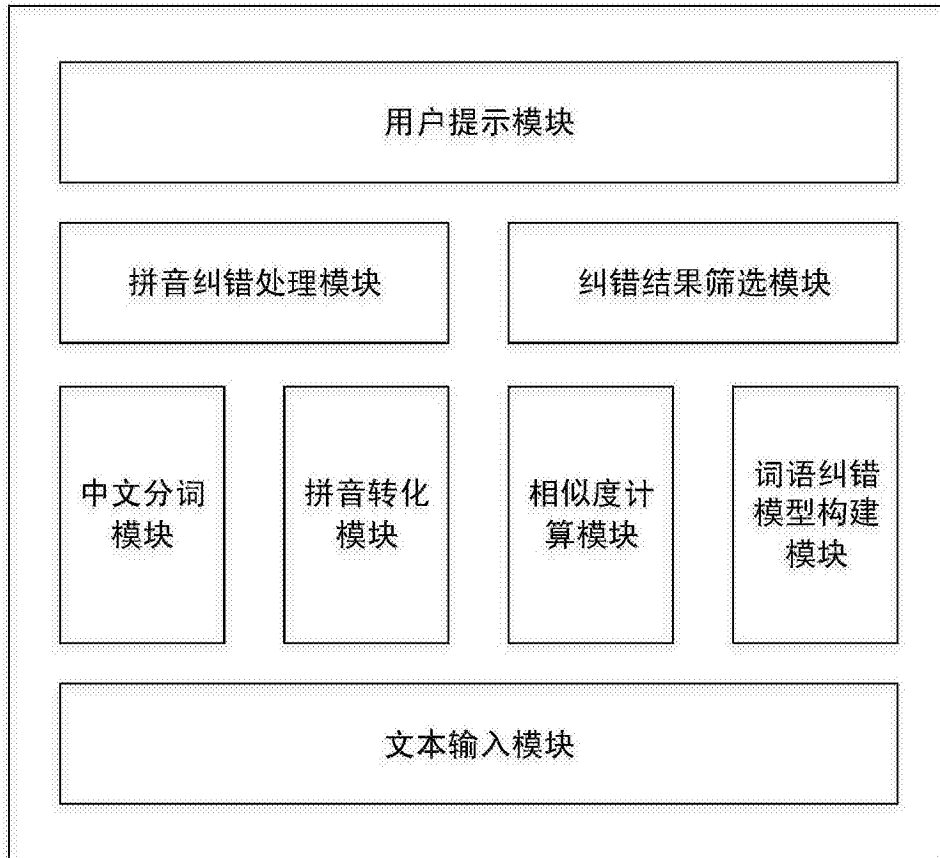 用户提示模块
拼音纠错处理模块
纠错结果筛选模块
中文分词
模块
拼音转化
模块
相似度计
算模块
词语纠错
模型构建
模块
文本输入模块